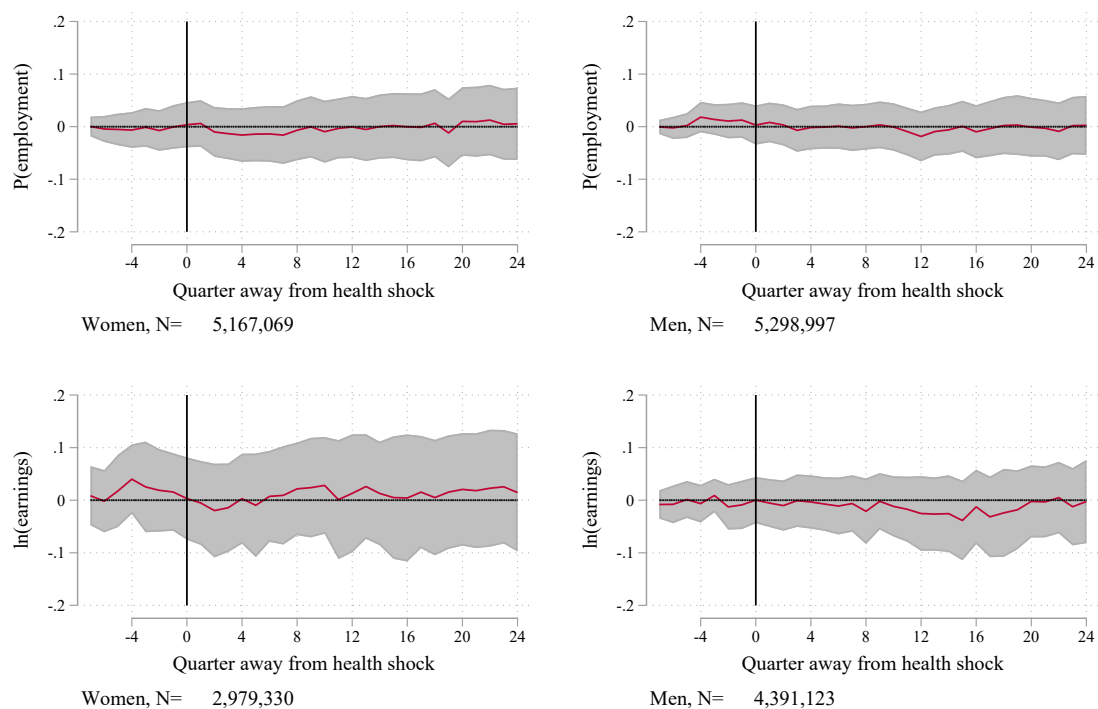 .2
.1
0
-.1
-.2
P(employment)
-4 0 4 8 12 16 20 24
Quarter away from health shock
Women, N= 5,167,069
.2
.1
0
-.1
-.2
P(employment)
-4 0 4 8 12 16 20 24
Quarter away from health shock
Men, N= 5,298,997
.2
.1
0
-.1
-.2
ln(earnings)
-4 0 4 8 12 16 20 24
Quarter away from health shock
Women, N= 2,979,330
.2
.1
0
-.1
-.2
ln(earnings)
-4 0 4 8 12 16 20 24
Quarter away from health shock
Men, N= 4,391,123